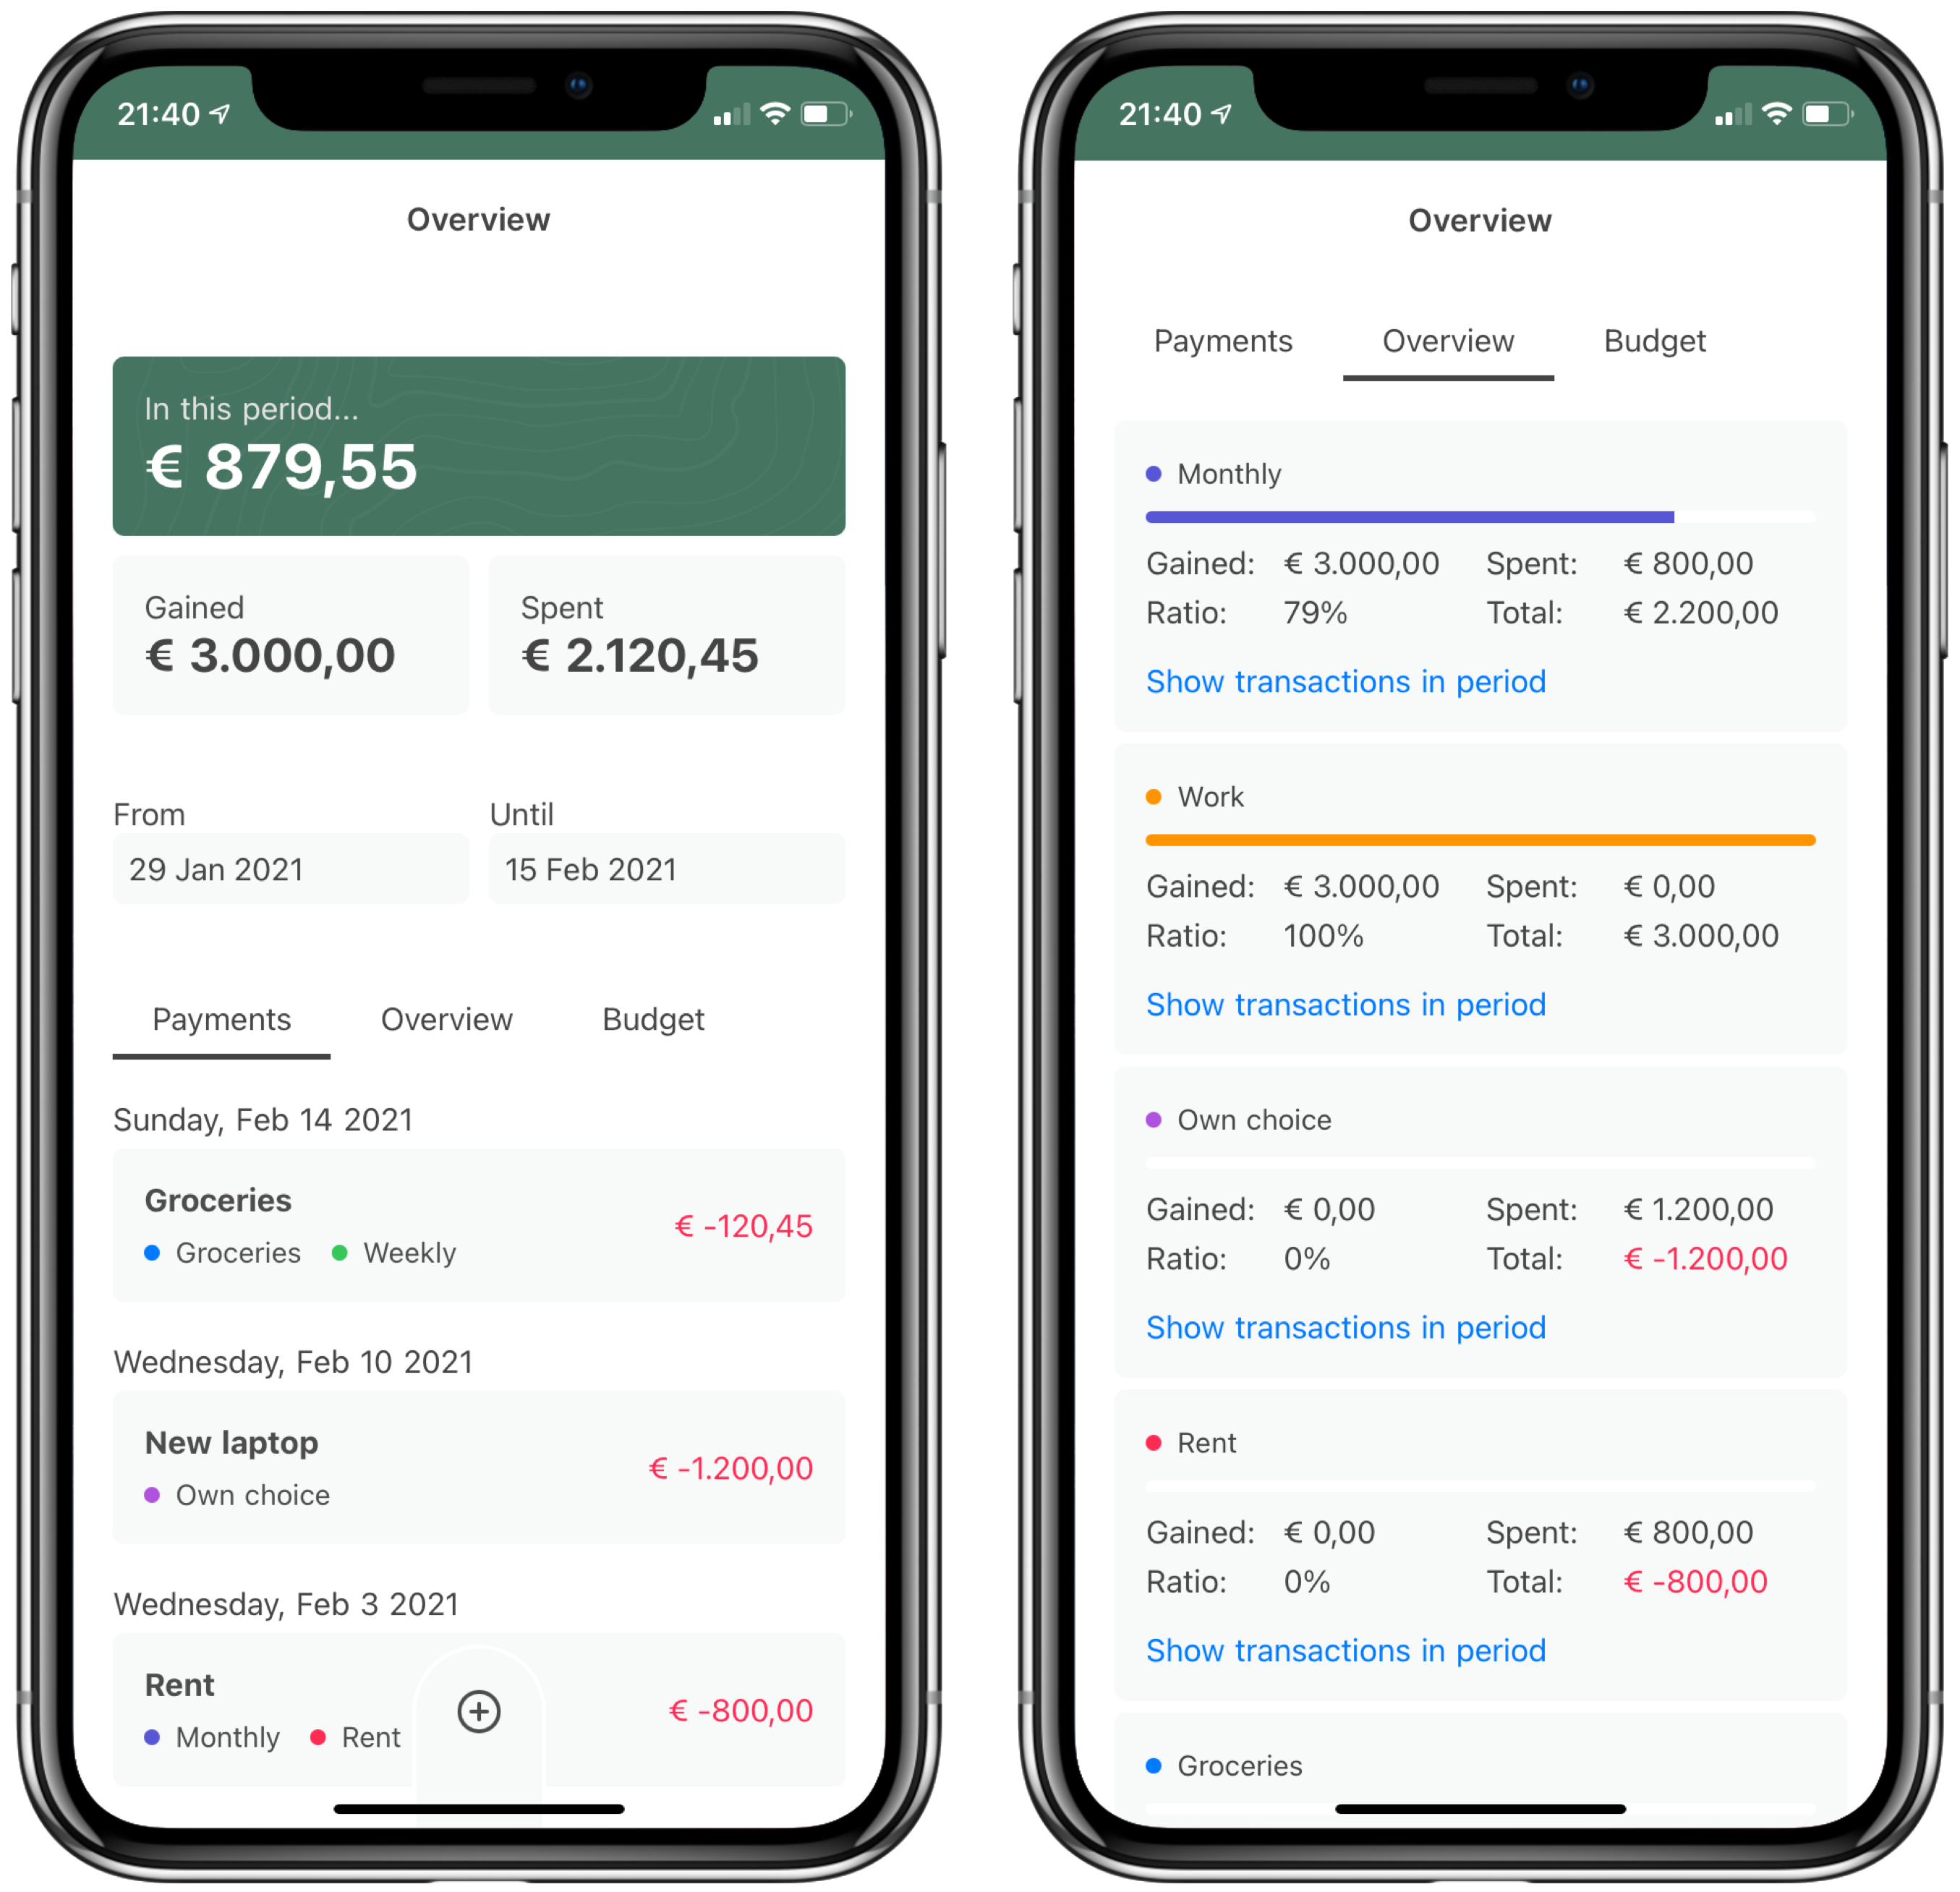 21:40
Overview
In this period...
€ 879,55
Gained Spent
€ 3.000,00 € 2.120,45
From Until
29 Jan 2021 15 Feb 2021
Payments Overview Budget
Sunday, Feb 14 2021
Groceries
€ -120,45
Groceries Weekly
Wednesday, Feb 10 2021
New laptop
€ -1.200,00
Own choice
Wednesday, Feb 3 2021
Rent
€ -800,00
Monthly Rent
21:40
Overview
Payments Overview Budget
Monthly
Gained: € 3.000,00 Spent: € 800,00
Ratio: 79% Total: € 2.200,00
Show transactions in period
Work
Gained: € 3.000,00 Spent: € 0,00
Ratio: 100% Total: € 3.000,00
Show transactions in period
Own choice
Gained: € 0,00 Spent: € 1.200,00
Ratio: 0% Total: € -1.200,00
Show transactions in period
Rent
Gained: € 0,00 Spent: € 800,00
Ratio: 0% Total: € -800,00
Show transactions in period
Groceries